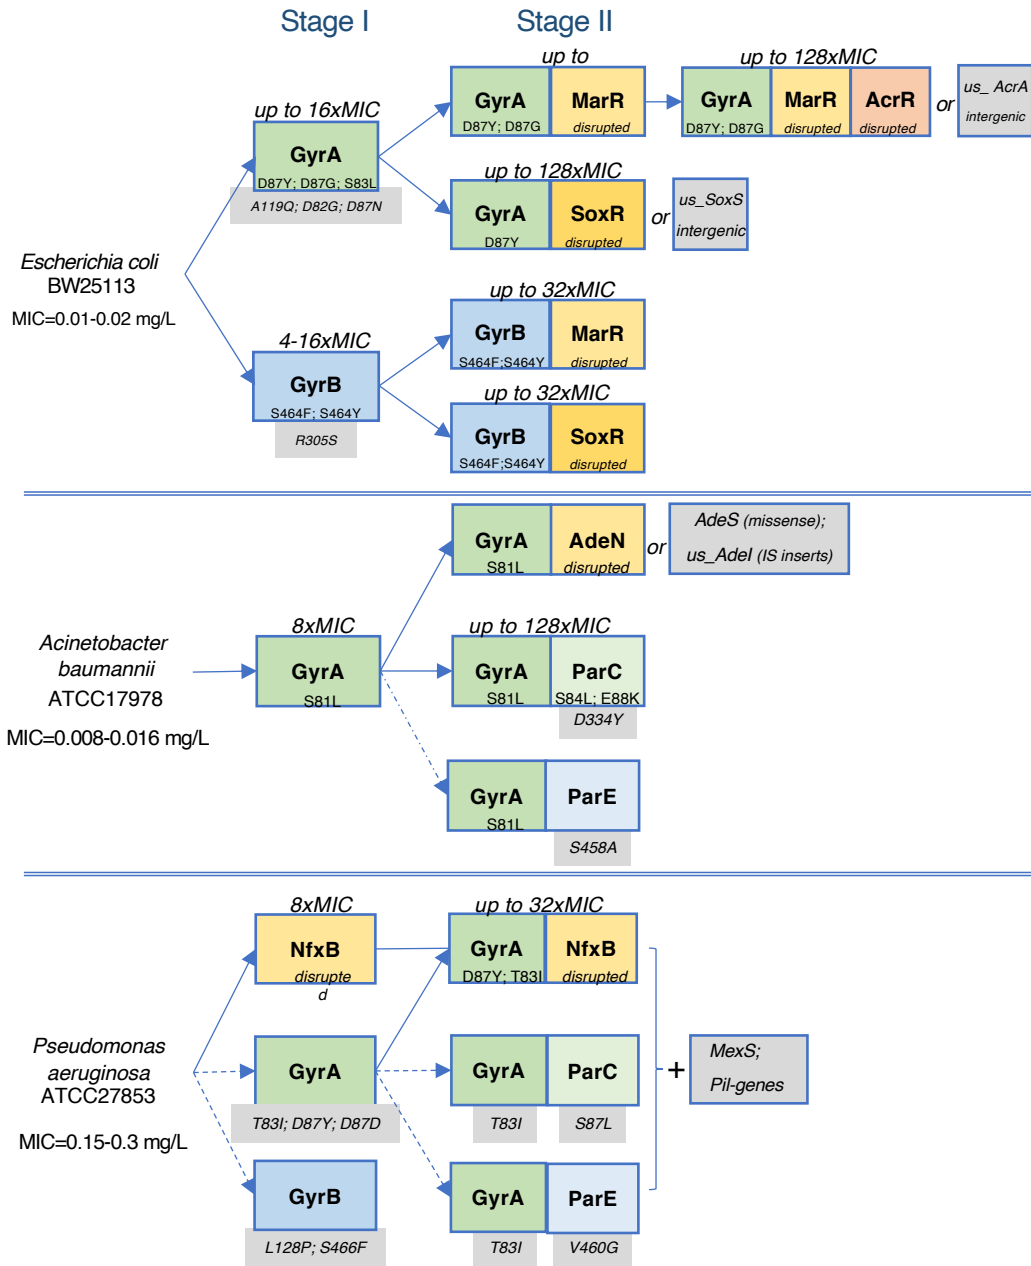 Stage I
Stage II
up to 16xMIC
GyrA
D87Y; D87G; S83L
A119Q; D82G; D87N
up to
GyrA
D87Y; D87G
MarR
disrupted
up to 128xMIC
GyrA
D87Y; D87G
MarR
disrupted
AcrR
disrupted
or
us_ AcrA
intergenic
up to 128xMIC
GyrA
D87Y
SoxR
disrupted
or
us_SoxS
intergenic
Escherichia coli
BW25113
MIC=0.01-0.02 mg/L
4-16xMIC
GyrB
S464F; S464Y
R305S
up to 32xMIC
GyrB
S464F;S464Y
MarR
disrupted
up to 32xMIC
GyrB
S464F;S464Y
SoxR
disrupted
GyrA
S81L
AdeN
disrupted
or
AdeS (missense);
us_AdeI (IS inserts)
Acinetobacter
baumannii
ATCC17978
MIC=0.008-0.016 mg/L
8xMIC
GyrA
S81L
up to 128xMIC
GyrA
S81L
ParC
S84L; E88K
D334Y
GyrA
S81L
ParE
S458A
8xMIC
NfxB
disrupte
d
up to 32xMIC
GyrA
D87Y; T83I
NfxB
disrupted
Pseudomonas
aeruginosa
ATCC27853
MIC=0.15-0.3 mg/L
GyrA
T83I; D87Y; D87D
GyrA
T83I
ParC
S87L
+
MexS;
Pil-genes
GyrB
L128P; S466F
GyrA
T83I
ParE
V460G